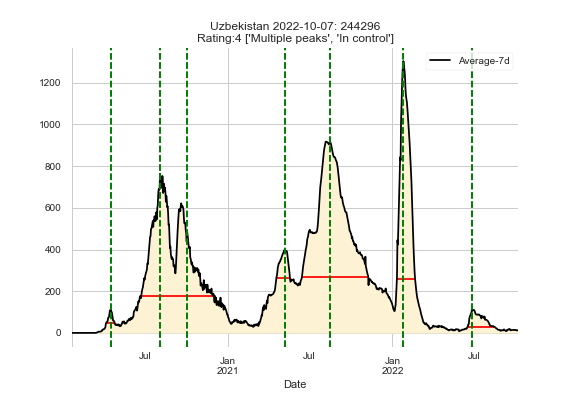 Uzbekistan 2022-10-07: 244296
Rating:4 ['Multiple peaks', 'In control']
Average-7d
1200
1000
800
600
400
200
0
Jul
Jan
2021
Jul
Jan
2022
Jul
Date